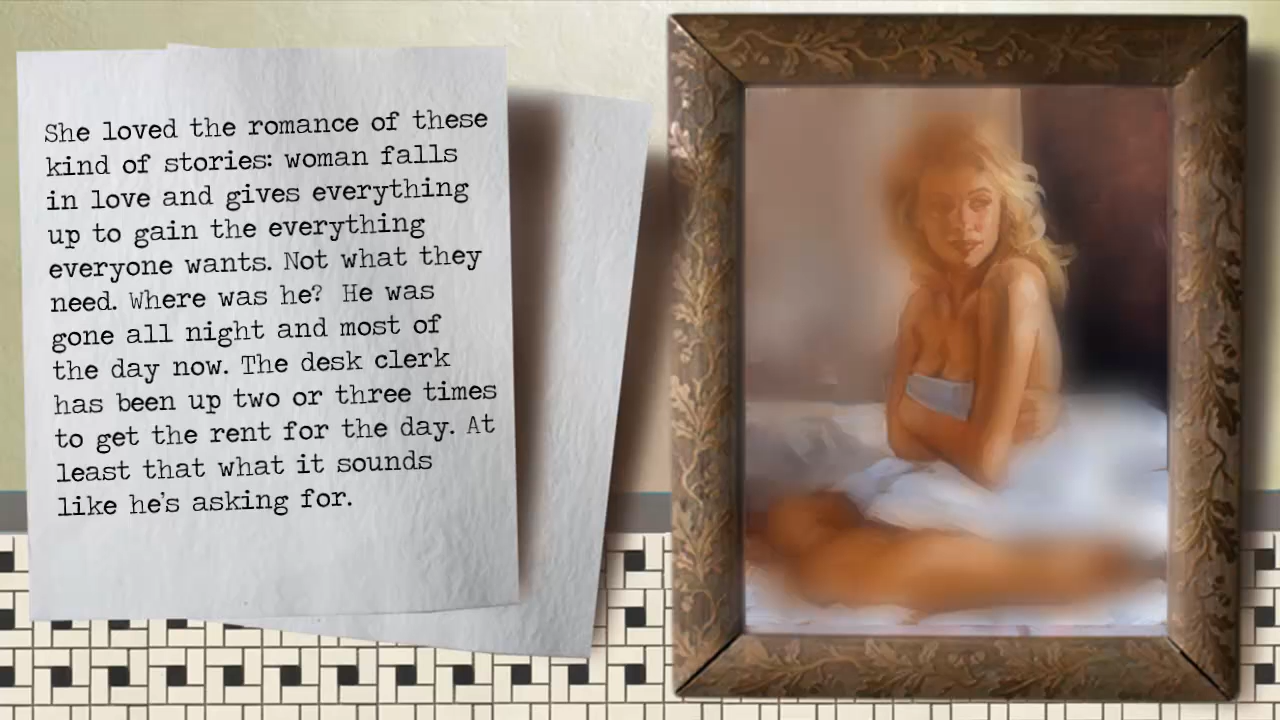 She loved the romance of these
kind of stories: woman falls
in love and gives everything
up to gain the everything
everyone wants. Not what they
need. Where was he?  He was
gone all night and most of
the day now. The desk clerk
has been up two or three times
to get the rent for the day. At
least that what it sounds
like he's asking for.